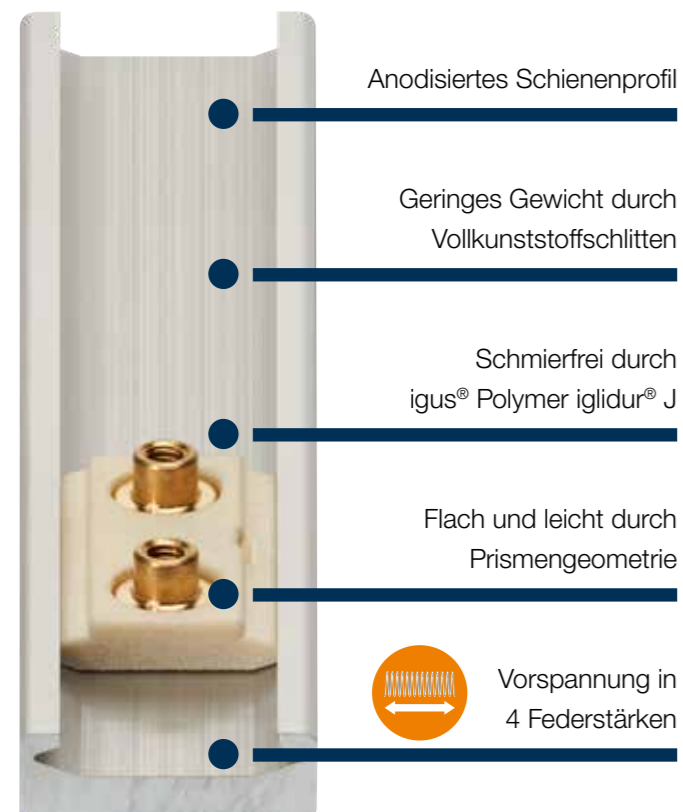 Anodisiertes Schienenprofil
Geringes Gewicht durch
Vollkunststoffschlitten
Schmierfrei durch
igus® Polymer iglidur® J
Flach und leicht durch
Prismengeometrie
Vorspannung in
4 Federstärken